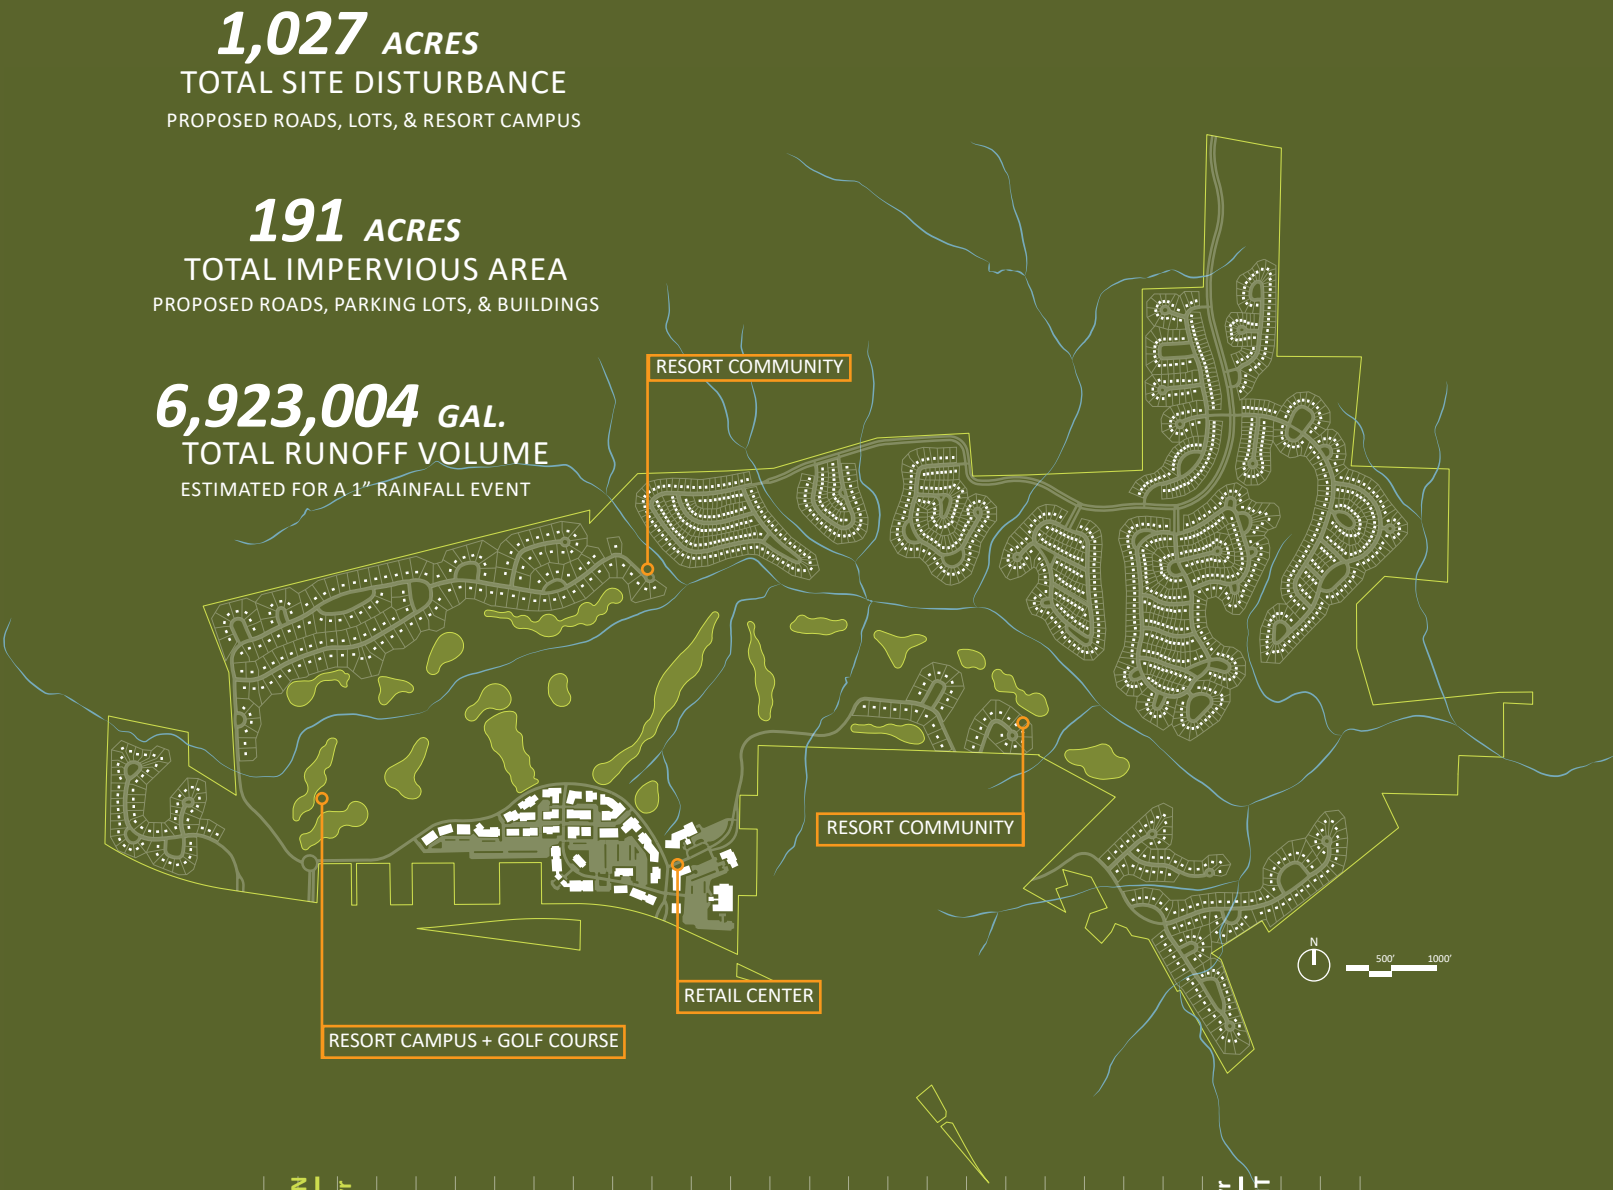 1,027 ACRES
TOTAL SITE DISTURBANCE
PROPOSED ROADS, LOTS, & RESORT CAMPUS
191 ACRES
TOTAL IMPERVIOUS AREA
PROPOSED ROADS, PARKING LOTS, & BUILDINGS
6,923,004 GAL.
TOTAL RUNOFF VOLUME
ESTIMATED FOR A 1" RAINFALL EVENT
RESORT COMMUNITY
RESORT COMMUNITY
RETAIL CENTER
RESORT CAMPUS + GOLF COURSE
N
500' 1000'